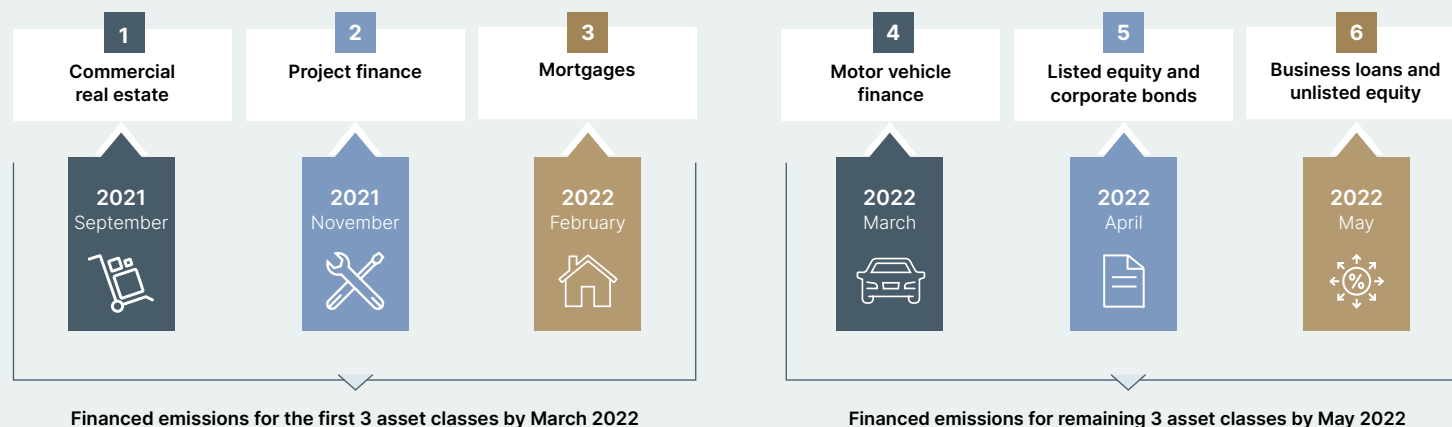 1
Commercial
real estate
2021
September
2
Project finance
2021
November
3
Mortgages
2022
February
Financed emissions for the first 3 asset classes by March 2022
4
Motor vehicle
finance
2022
March
5
Listed equity and
corporate bonds
2022
April
6
Business loans and
unlisted equity
2022
May
%
Financed emissions for remaining 3 asset classes by May 2022